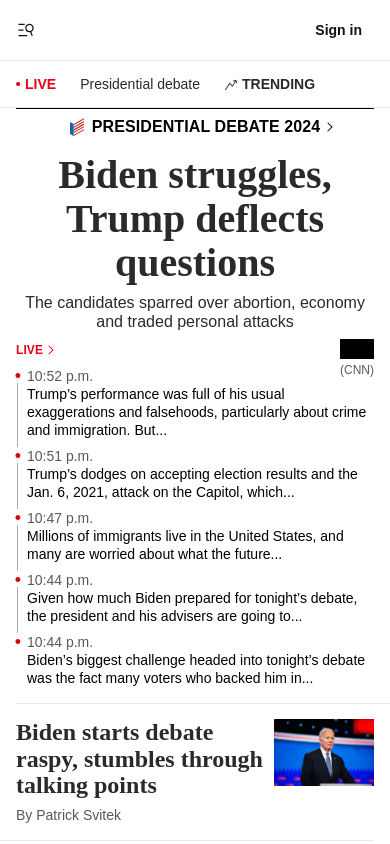 Sign in
LIVE Presidential debate TRENDING
PRESIDENTIAL DEBATE 2024
Biden struggles,
Trump deflects
questions
The candidates sparred over abortion, economy
and traded personal attacks
LIVE
(CNN)
10:52 p.m.
Trump’s performance was full of his usual
exaggerations and falsehoods, particularly about crime
and immigration. But...
10:51 p.m.
Trump’s dodges on accepting election results and the
Jan. 6, 2021, attack on the Capitol, which...
10:47 p.m.
Millions of immigrants live in the United States, and
many are worried about what the future...
10:44 p.m.
Given how much Biden prepared for tonight’s debate,
the president and his advisers are going to...
10:44 p.m.
Biden’s biggest challenge headed into tonight’s debate
was the fact many voters who backed him in...
Biden starts debate
raspy, stumbles through
talking points
By Patrick Svitek